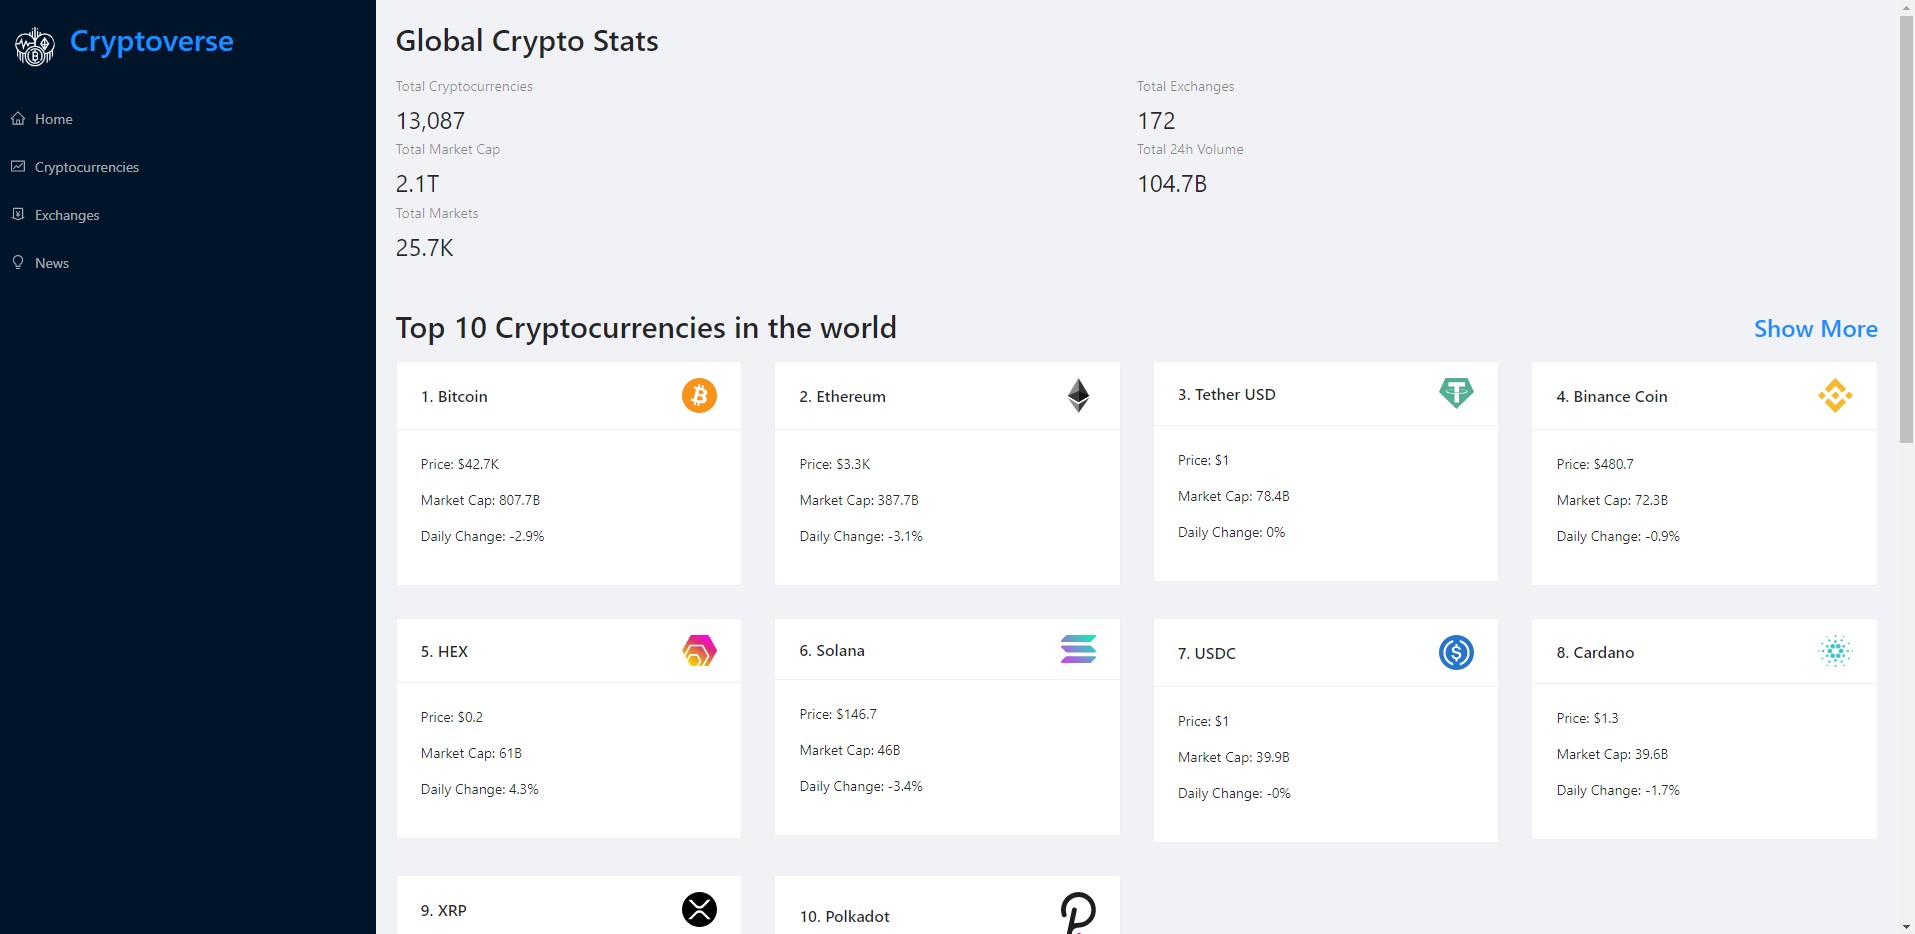 Cryptoverse
Home
Cryptocurrencies
Exchanges
News
Global Crypto Stats
Total Cryptocurrencies
13,087
Total Exchanges
172
Total Market Cap
2.1T
Total 24h Volume
104.7B
Total Markets
25.7K
Top 10 Cryptocurrencies in the world
Show More
1. Bitcoin
Price: $42.7K
Market Cap: 807.7B
Daily Change: -2.9%
2. Ethereum
Price: $3.3K
Market Cap: 387.7B
Daily Change: -3.1%
3. Tether USD
Price: $1
Market Cap: 78.4B
Daily Change: 0%
4. Binance Coin
Price: $480.7
Market Cap: 72.3B
Daily Change: -0.9%
5. HEX
Price: $0.2
Market Cap: 61B
Daily Change: 4.3%
6. Solana
Price: $146.7
Market Cap: 46B
Daily Change: -3.4%
7. USDC
Price: $1
Market Cap: 39.9B
Daily Change: -0%
8. Cardano
Price: $1.3
Market Cap: 39.6B
Daily Change: -1.7%
9. XRP
10. Polkadot